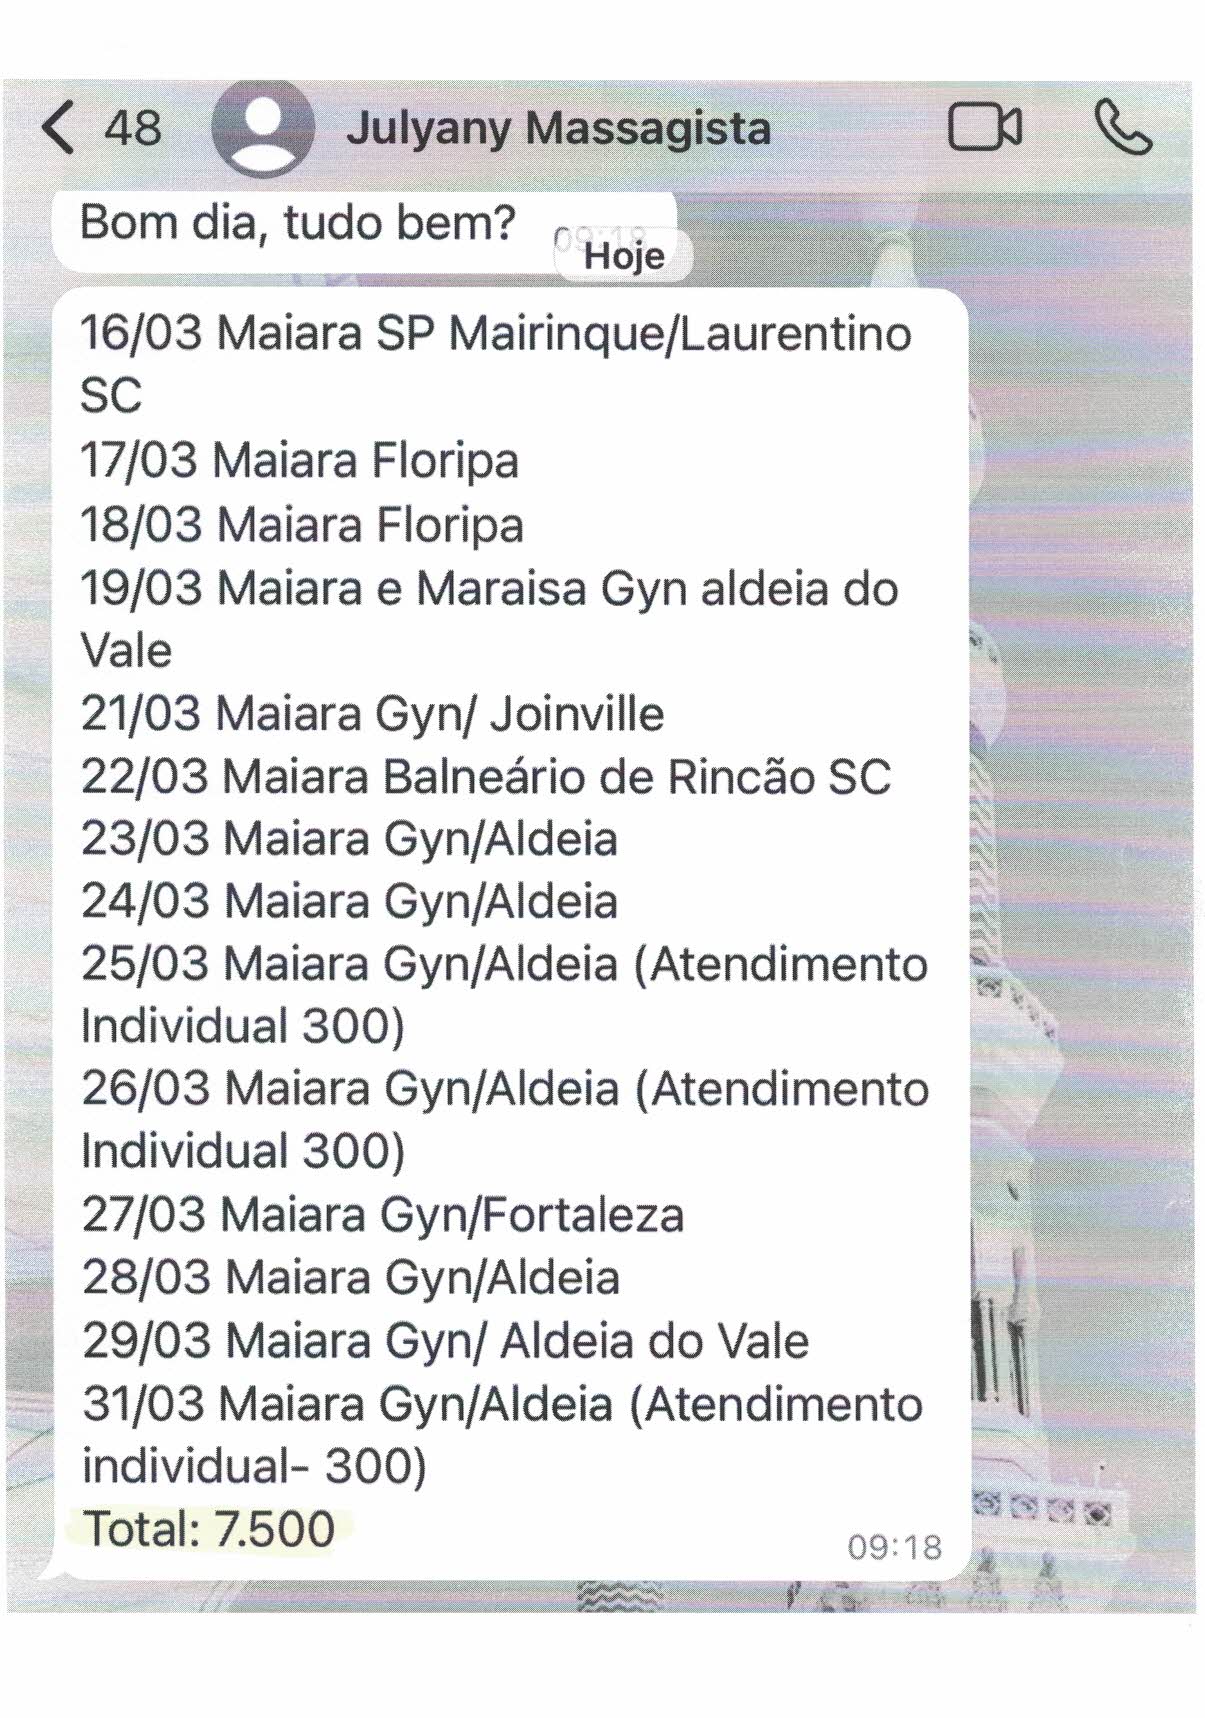 48 Julyany Massagista
Bom dia, tudo bem? 09:18
Hoje
16/03 Maiara SP Mairinque/Laurentino
SC
17/03 Maiara Floripa
18/03 Maiara Floripa
19/03 Maiara e Maraisa Gyn aldeia do
Vale
21/03 Maiara Gyn/ Joinville
22/03 Maiara Balneário de Rincão SC
23/03 Maiara Gyn/Aldeia
24/03 Maiara Gyn/Aldeia
25/03 Maiara Gyn/Aldeia (Atendimento
Individual 300)
26/03 Maiara Gyn/Aldeia (Atendimento
Individual 300)
27/03 Maiara Gyn/Fortaleza
28/03 Maiara Gyn/Aldeia
29/03 Maiara Gyn/ Aldeia do Vale
31/03 Maiara Gyn/Aldeia (Atendimento
individual- 300)
Total: 7.500
09:18